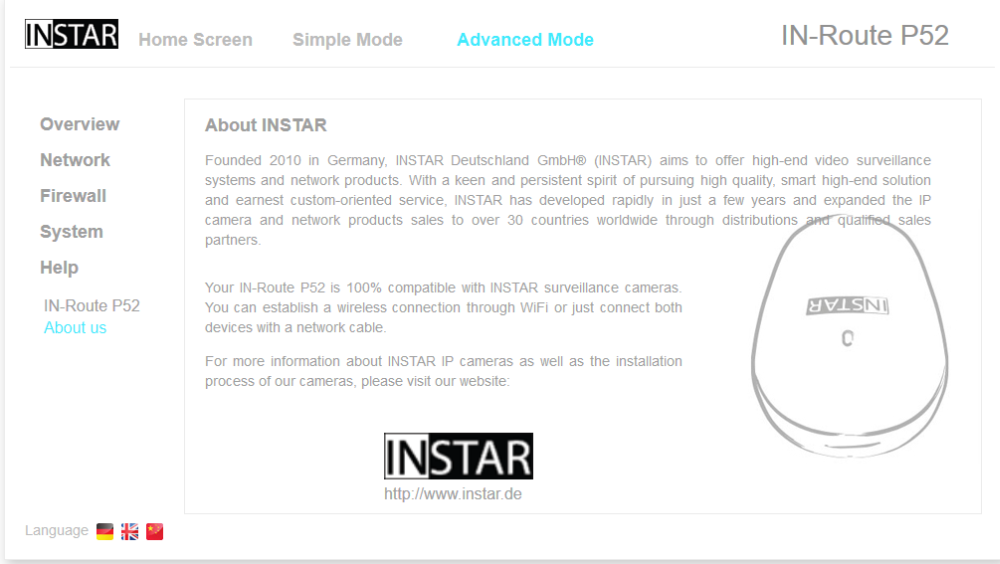 INSTAR Home Screen Simple Mode Advanced Mode IN-Route P52
Overview
Network
Firewall
System
Help
IN-Route P52
About us
About INSTAR
Founded 2010 in Germany, INSTAR Deutschland GmbH® (INSTAR) aims to offer high-end video surveillance
systems and network products. With a keen and persistent spirit of pursuing high quality, smart high-end solution
and earnest custom-oriented service, INSTAR has developed rapidly in just a few years and expanded the IP
camera and network products sales to over 30 countries worldwide through distributions and qualified sales
partners.
Your IN-Route P52 is 100% compatible with INSTAR surveillance cameras.
You can establish a wireless connection through WiFi or just connect both
devices with a network cable.
For more information about INSTAR IP cameras as well as the installation
process of our cameras, please visit our website:
INSTAR
http://www.instar.de
INSTAR
Language